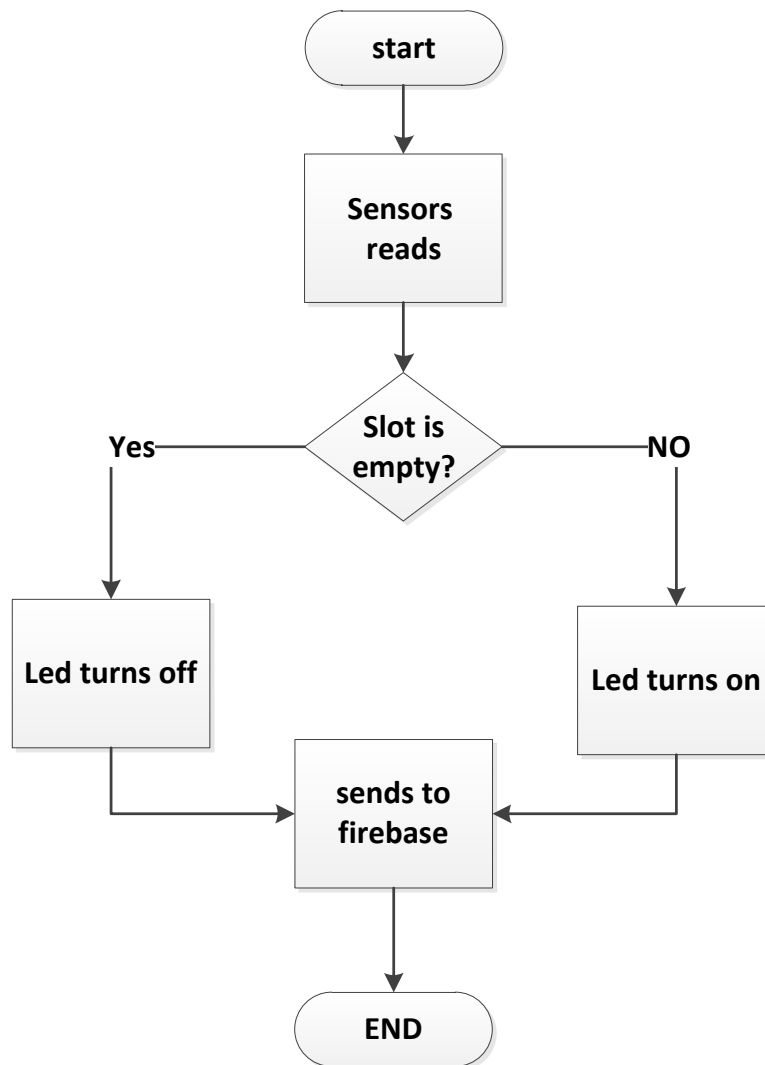 start
Sensors
reads
Slot is
empty?
Yes
NO
Led turns off
Led turns on
sends to
firebase
END